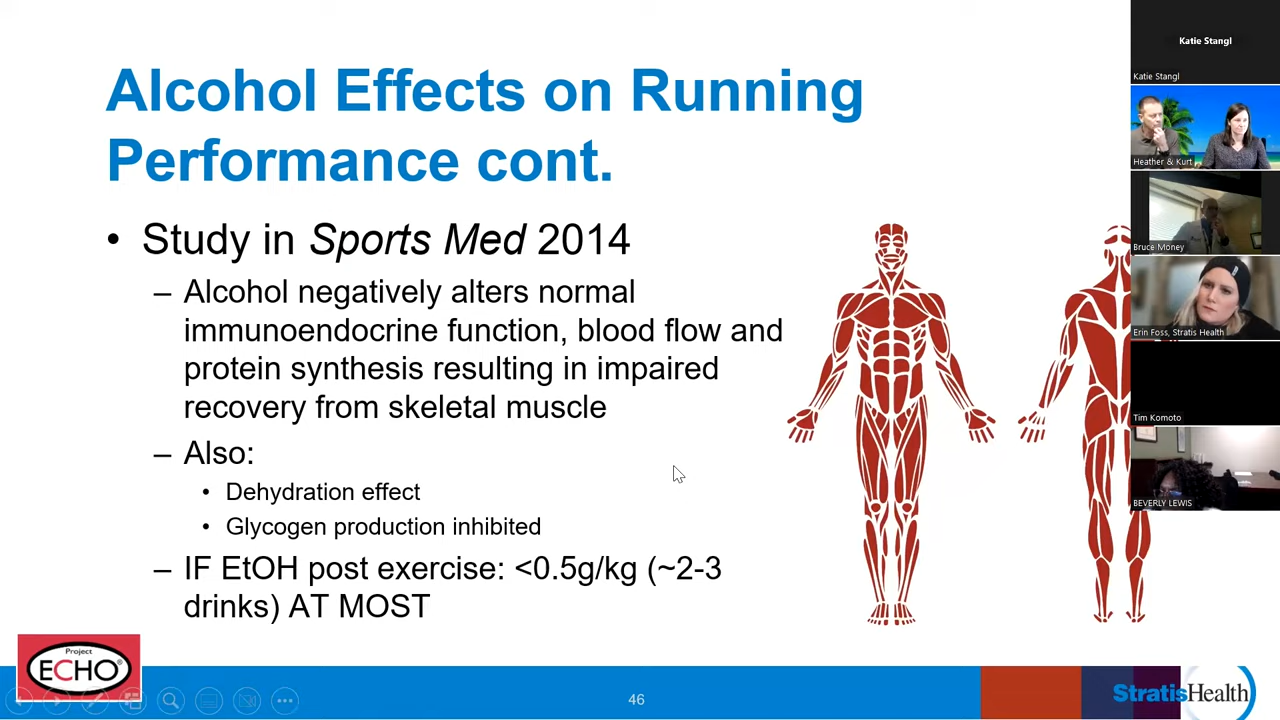 Alcohol Effects on Running
Performance cont.
• Study in Sports Med 2014
– Alcohol negatively alters normal
immunoendocrine function, blood flow and
protein synthesis resulting in impaired
recovery from skeletal muscle
– Also:
• Dehydration effect
• Glycogen production inhibited
– IF EtOH post exercise: <0.5g/kg (~2-3
drinks) AT MOST
Project
ECHO®
46
StratisHealth
Katie Stangl
Katie Stangl
Heather & Kurt
Bruce Money
Erin Foss, Stratis Health
Tim Komoto
BEVERLY LEWIS